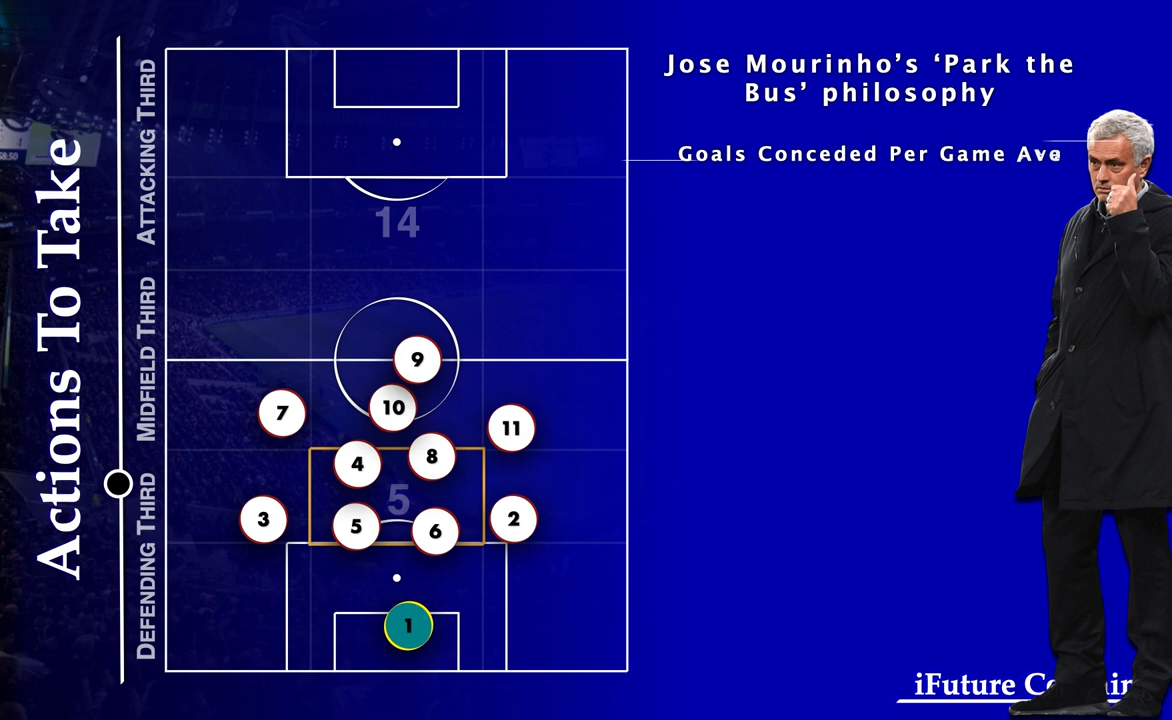 Actions To Take
ATTACKING THIRD
MIDFIELD THIRD
DEFENDING THIRD
14
9
10
7
11
8
4
5
3
5
6
2
1
Jose Mourinho’s ‘Park the
Bus’ philosophy
Goals Conceded Per Game Ave
iFuture